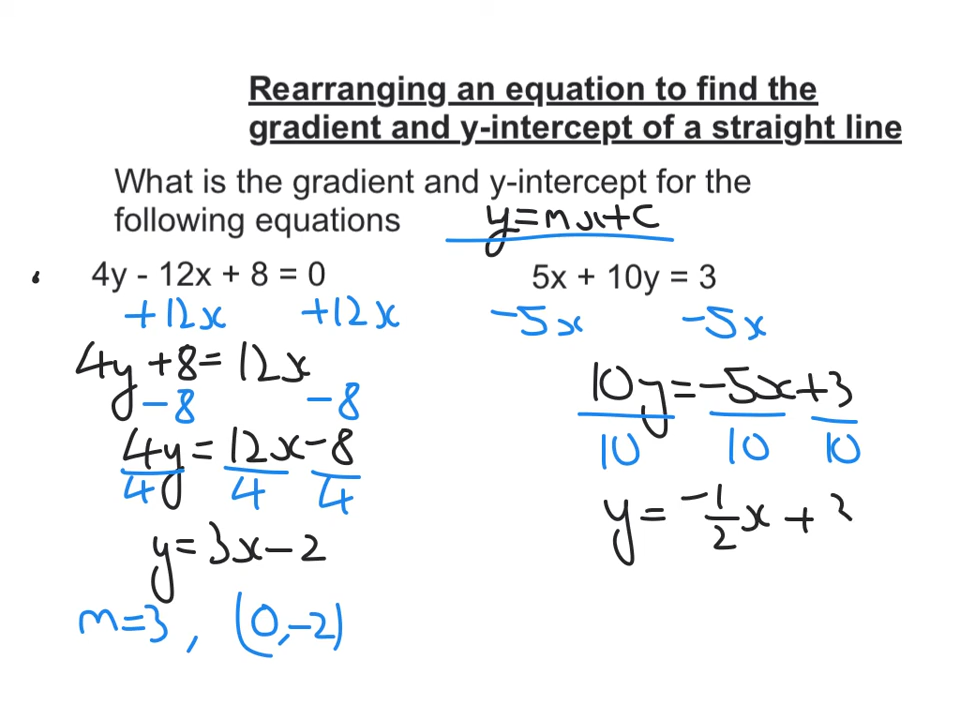 Rearranging an equation to find the
gradient and y-intercept of a straight line
What is the gradient and y-intercept for the
following equations
y=mx+c
4y - 12x + 8 = 0
+12x +12x
4y+8=12x
-8 -8
4y=12x-8
4 4 4
y=3x-2
m=3, (0,-2)
5x + 10y = 3
-5x -5x
10y=-5x+3
10 10 10
y=-1/2x+